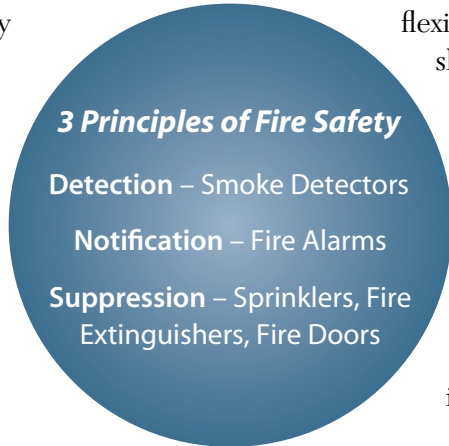 3 Principles of Fire Safety
Detection – Smoke Detectors
Notification – Fire Alarms
Suppression – Sprinklers, Fire
Extinguishers, Fire Doors